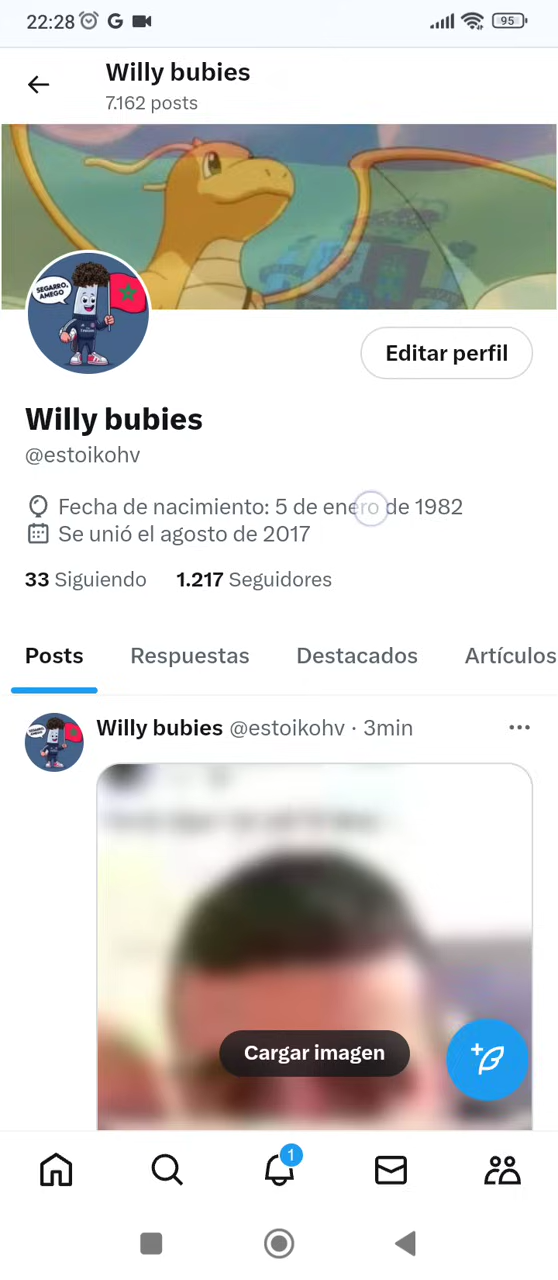 22:28
95
Willy bubies
7.162 posts
SEGARRO,
AMEGO
Editar perfil
Willy bubies
@estoikohv
Fecha de nacimiento: 5 de enero de 1982
Se unió el agosto de 2017
33 Siguiendo 1.217 Seguidores
Posts Respuestas Destacados Artículos
Willy bubies @estoikohv · 3min
Cargar imagen
1